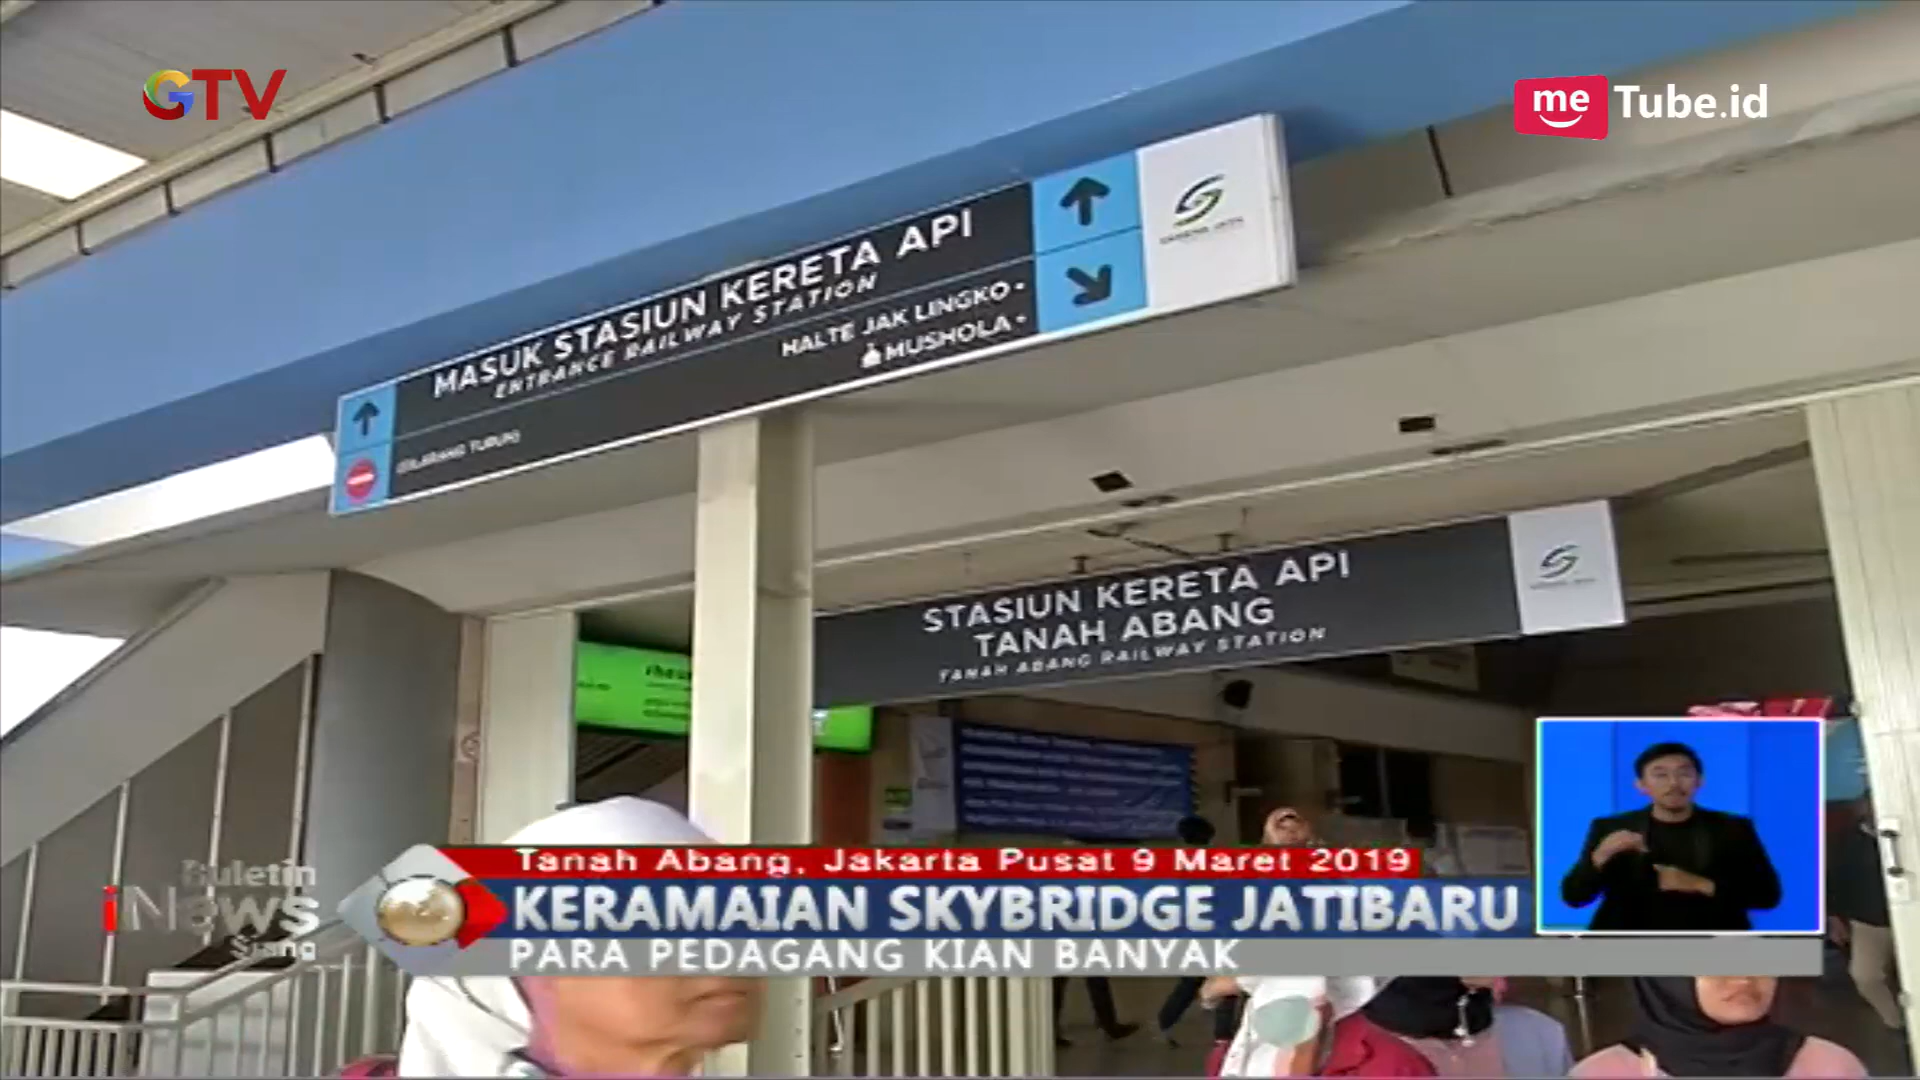 GTV
me Tube.id
MASUK STASIUN KERETA API
ENTRANCE RAILWAY STATION
HALTE JAK LINGKO -
MUSHOLA -
STASIUN KERETA API
TANAH ABANG
TANAH ABANG RAILWAY STATION
Tanah Abang, Jakarta Pusat 9 Maret 2019
KERAMAIAN SKYBRIDGE JATIBARU
PARA PEDAGANG KIAN BANYAK
Buletin
iNews
Siang